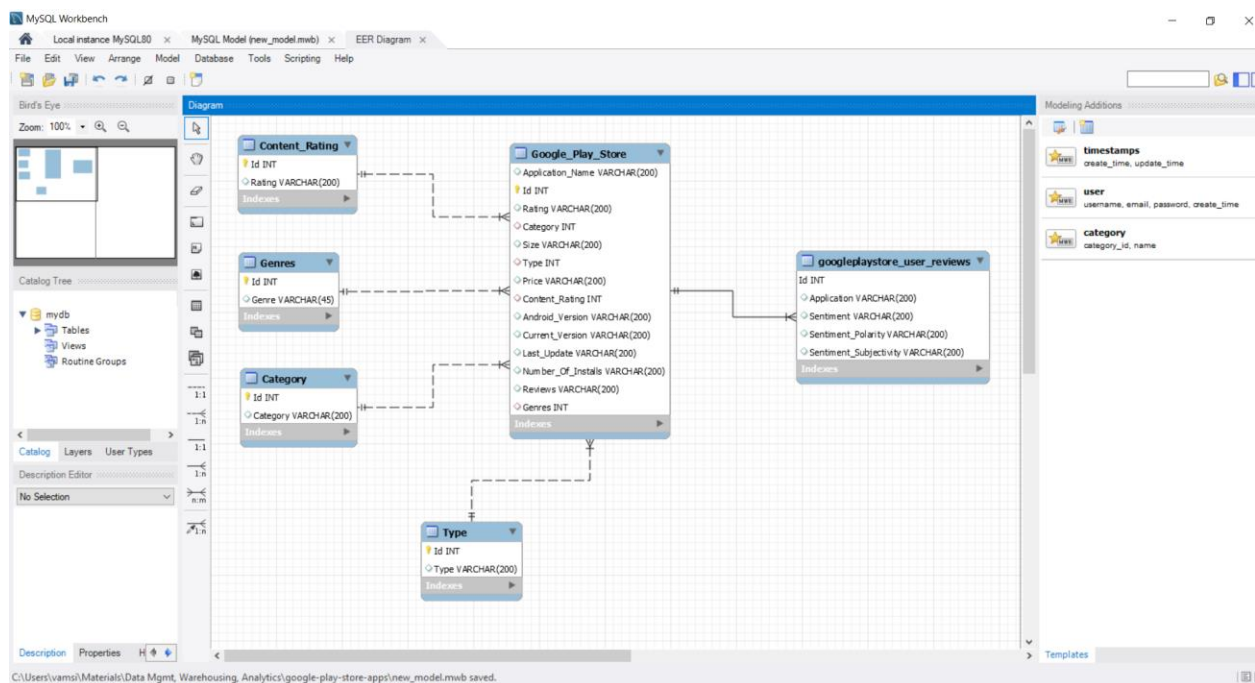 MySQL Workbench
Local instance MySQL80 × MySQL Model (new_model.mwb) × EER Diagram ×
File Edit View Arrange Model Database Tools Scripting Help
Bird's Eye
Zoom: 100%
Catalog Tree
mydb
Tables
Views
Routine Groups
Catalog Layers User Types
Description Editor
No Selection
Description Properties H
1:1
1:n
1:1
1:n
n:m
1:n
Diagram
Content_Rating
Id INT
Rating VARCHAR(200)
Indexes
Genres
Id INT
Genre VARCHAR(45)
Indexes
Category
Id INT
Category VARCHAR(200)
Indexes
Google_Play_Store
Application_Name VARCHAR(200)
Id INT
Rating VARCHAR(200)
Category INT
Size VARCHAR(200)
Type INT
Price VARCHAR(200)
Content_Rating INT
Android_Version VARCHAR(200)
Current_Version VARCHAR(200)
Last_Update VARCHAR(200)
Number_Of_Installs VARCHAR(200)
Reviews VARCHAR(200)
Genres INT
Indexes
googleplaystore_user_reviews
Id INT
Application VARCHAR(200)
Sentiment VARCHAR(200)
Sentiment_Polarity VARCHAR(200)
Sentiment_Subjectivity VARCHAR(200)
Indexes
Type
Id INT
Type VARCHAR(200)
Indexes
Modeling Additions
timestamps
create_time, update_time
user
username, email, password, create_time
category
category_id, name
Templates
C:\Users\vamsi\Materials\Data Mgmt, Warehousing, Analytics\google-play-store-apps\new_model.mwb saved.